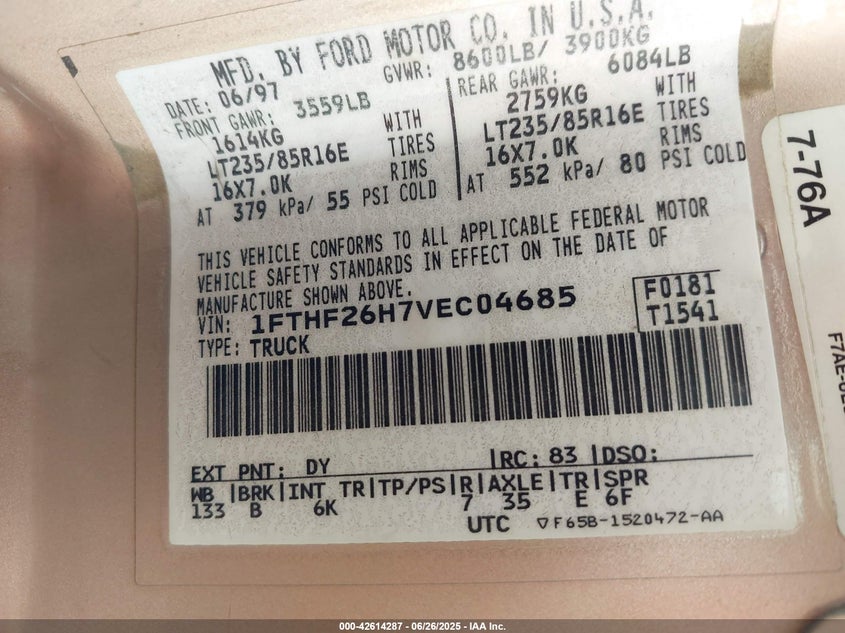 MFD. BY FORD MOTOR CO. IN U.S.A.
DATE: 06/97 GVWR: 8600LB/ 3900KG
FRONT GAWR: 3559LB
1614KG WITH
LT235/85R16E TIRES
16X7.0K RIMS
AT 379 kPa/ 55 PSI COLD
REAR GAWR: 6084LB
2759KG WITH
LT235/85R16E TIRES
16X7.0K RIMS
AT 552 kPa/ 80 PSI COLD
THIS VEHICLE CONFORMS TO ALL APPLICABLE FEDERAL MOTOR
VEHICLE SAFETY STANDARDS IN EFFECT ON THE DATE OF
MANUFACTURE SHOWN ABOVE.
VIN: 1FTHF26H7VEC04685
TYPE: TRUCK
F0181
T1541
EXT PNT: DY |RC: 83 |DSO:
WB |BRK|INT TR|TP/PS|R|AXLE|TR|SPR
133 B 6K 7 35 E 6F
UTC ▽F65B-1520472-AA
7-76A
000-42614287 - 06/26/2025 - IAA Inc.